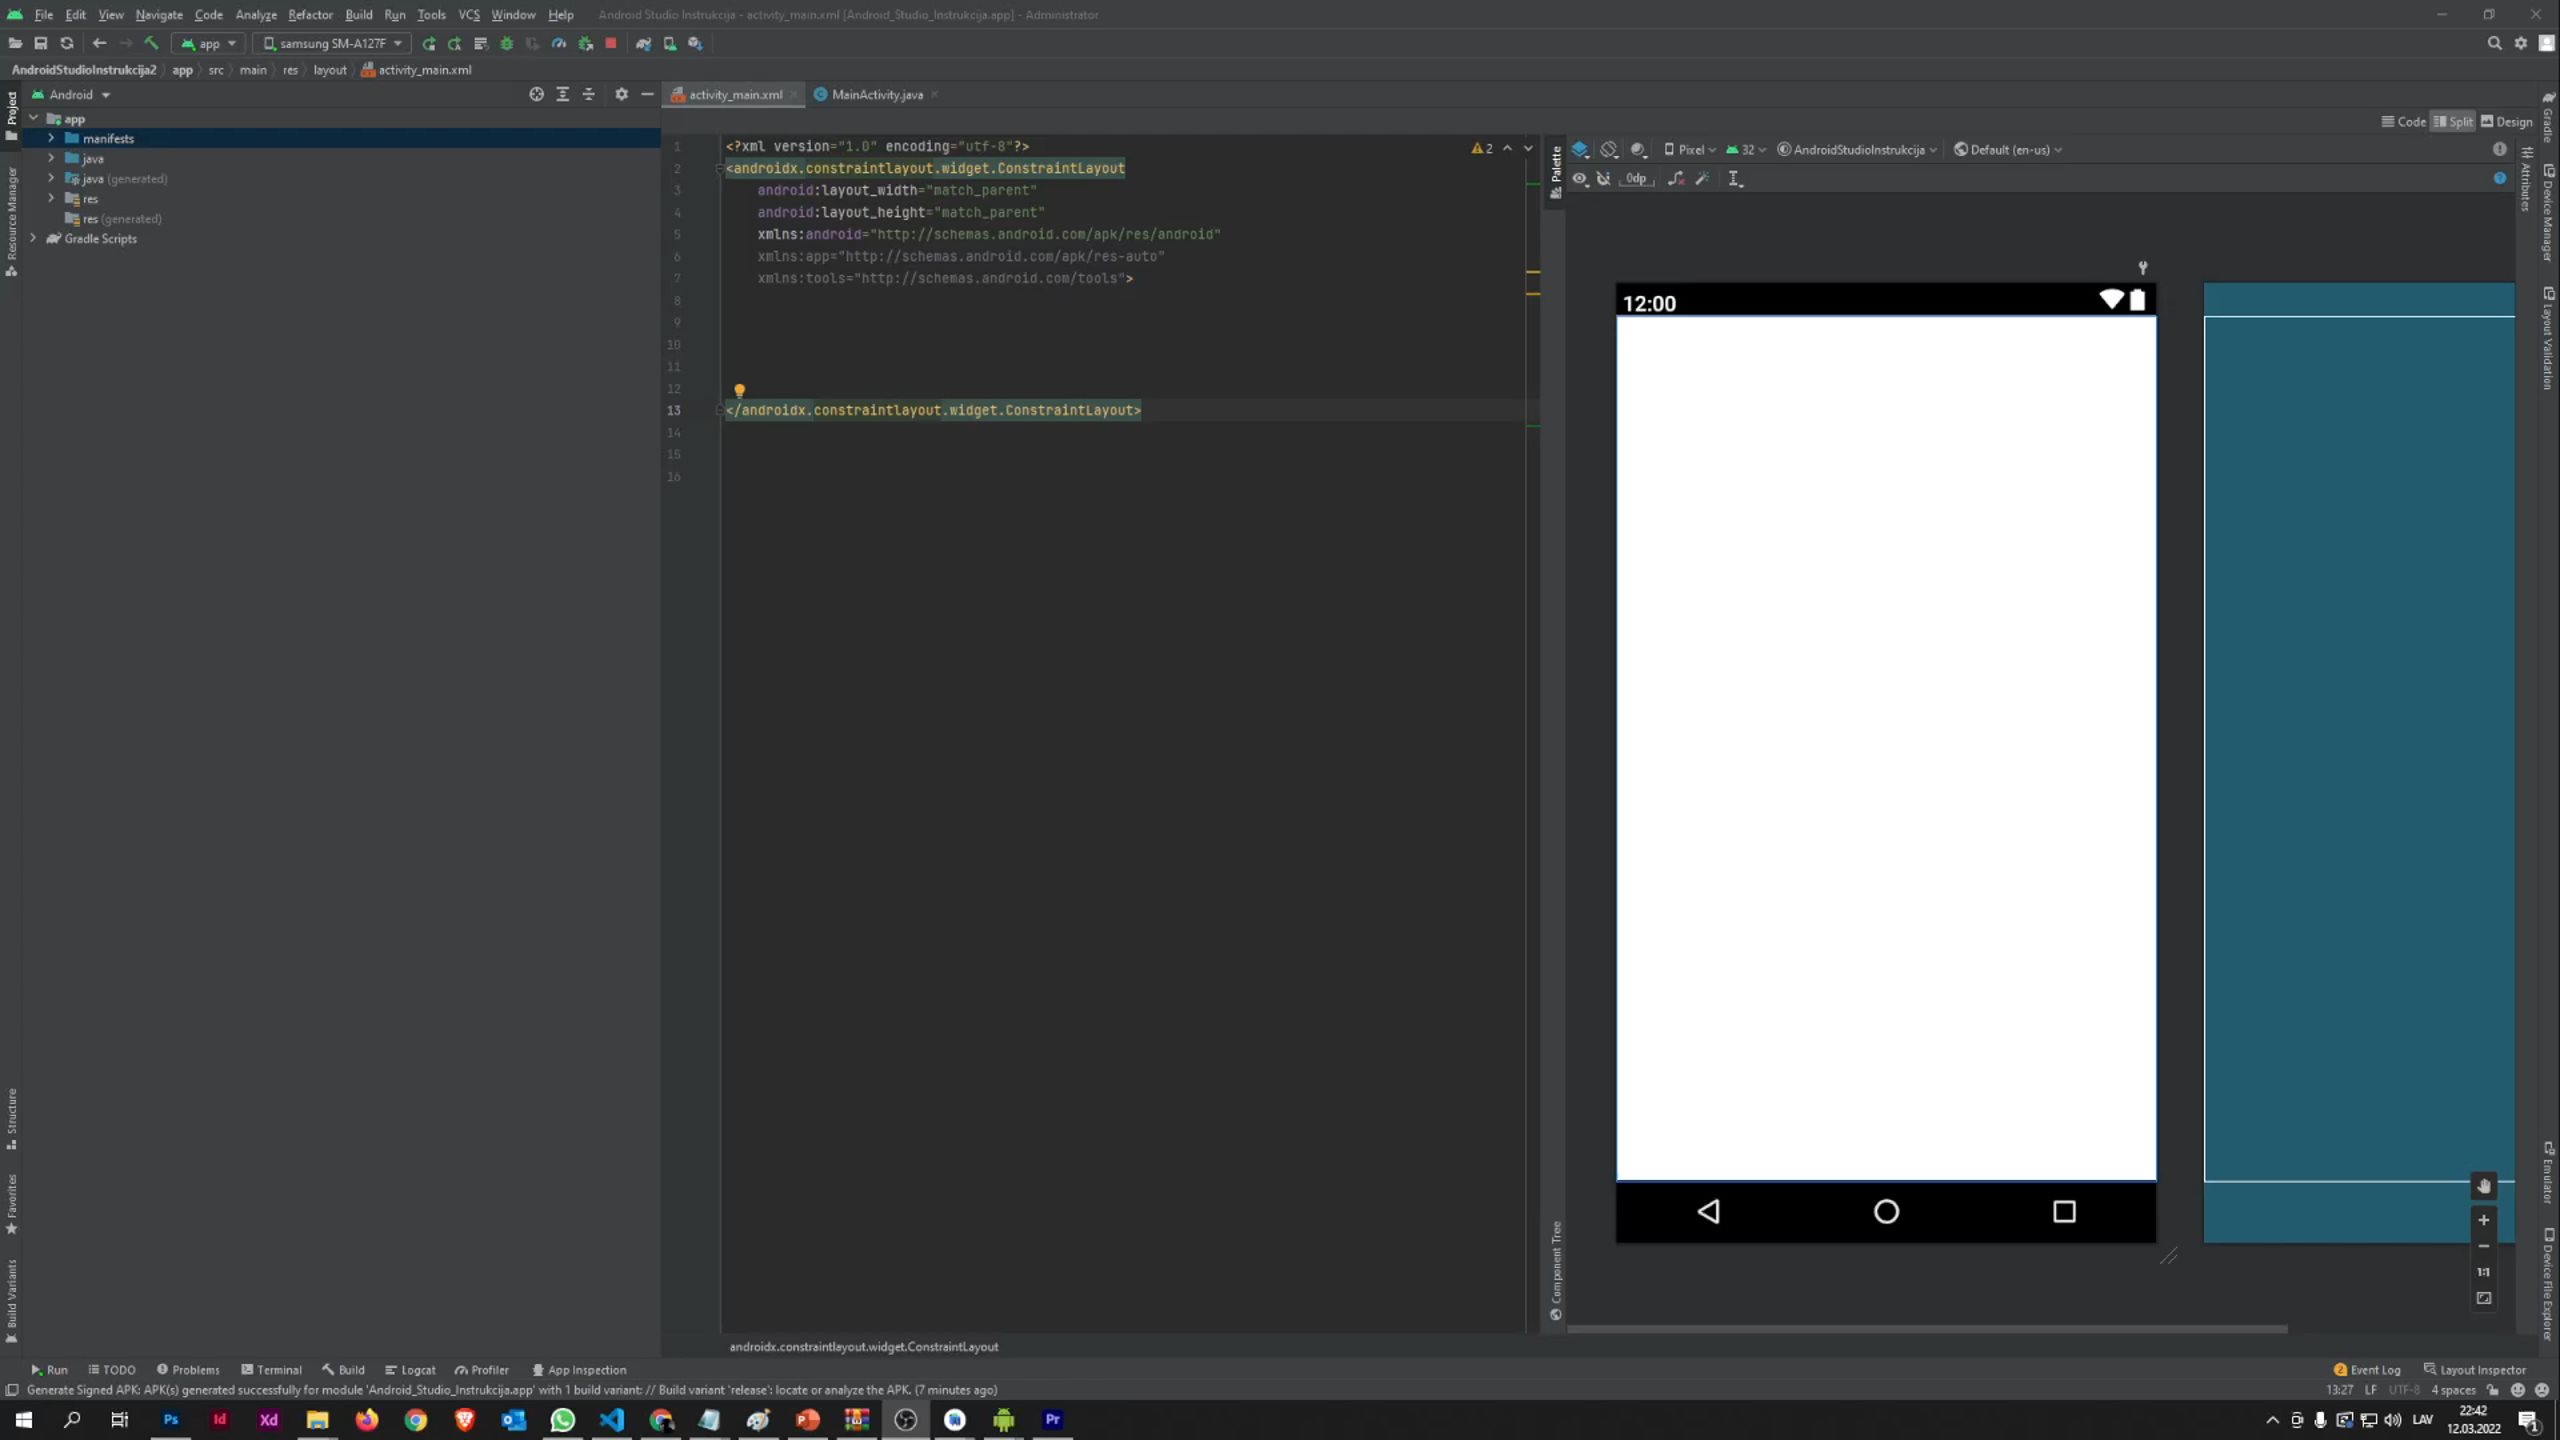 File Edit View Navigate Code Analyze Refactor Build Run Tools VCS Window Help Android Studio Instrukcija - activity_main.xml [Android_Studio_Instrukcija.app] - Administrator
app samsung SM-A127F
AndroidStudioInstrukcija2 app src main res layout activity_main.xml
Project
Resource Manager
Structure
Favorites
Build Variants
Android
app
manifests
java
java (generated)
res
res (generated)
Gradle Scripts
activity_main.xml MainActivity.java
Code Split Design
2
1 <?xml version="1.0" encoding="utf-8"?>
2 <androidx.constraintlayout.widget.ConstraintLayout
3 android:layout_width="match_parent"
4 android:layout_height="match_parent"
5 xmlns:android="http://schemas.android.com/apk/res/android"
6 xmlns:app="http://schemas.android.com/apk/res-auto"
7 xmlns:tools="http://schemas.android.com/tools">
8
9
10
11
12
13 </androidx.constraintlayout.widget.ConstraintLayout>
14
15
16
androidx.constraintlayout.widget.ConstraintLayout
Palette
Component Tree
Pixel 32 AndroidStudioInstrukcija Default (en-us)
0dp
12:00
1:1
Attributes
Gradle
Device Manager
Layout Validation
Emulator
Device File Explorer
Run TODO Problems Terminal Build Logcat Profiler App Inspection 2 Event Log Layout Inspector
Generate Signed APK: APK(s) generated successfully for module 'Android_Studio_Instrukcija.app' with 1 build variant: // Build variant 'release': locate or analyze the APK. (7 minutes ago) 13:27 LF UTF-8 4 spaces
Ps Id Xd Pr LAV
22:42
12.03.2022
1